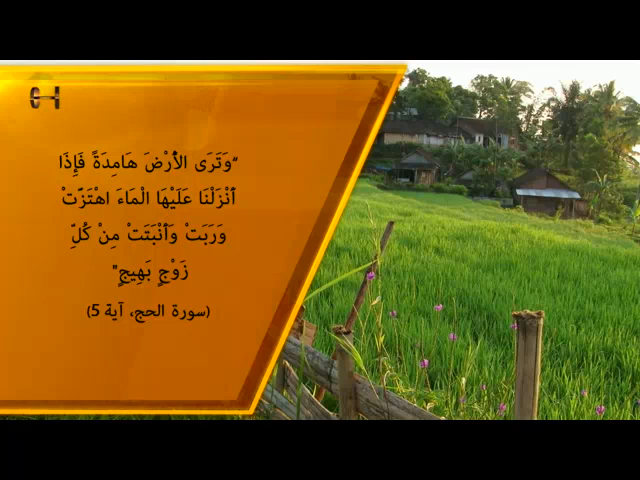 "وَتَرَى الْأَرْضَ هَامِدَةً فَإِذَا
أَنْزَلْنَا عَلَيْهَا الْمَاءَ اهْتَزَّتْ
وَرَبَتْ وَأَنْبَتَتْ مِنْ كُلِّ
زَوْجٍ بَهِيجٍ"
(سورة الحج، آية 5)